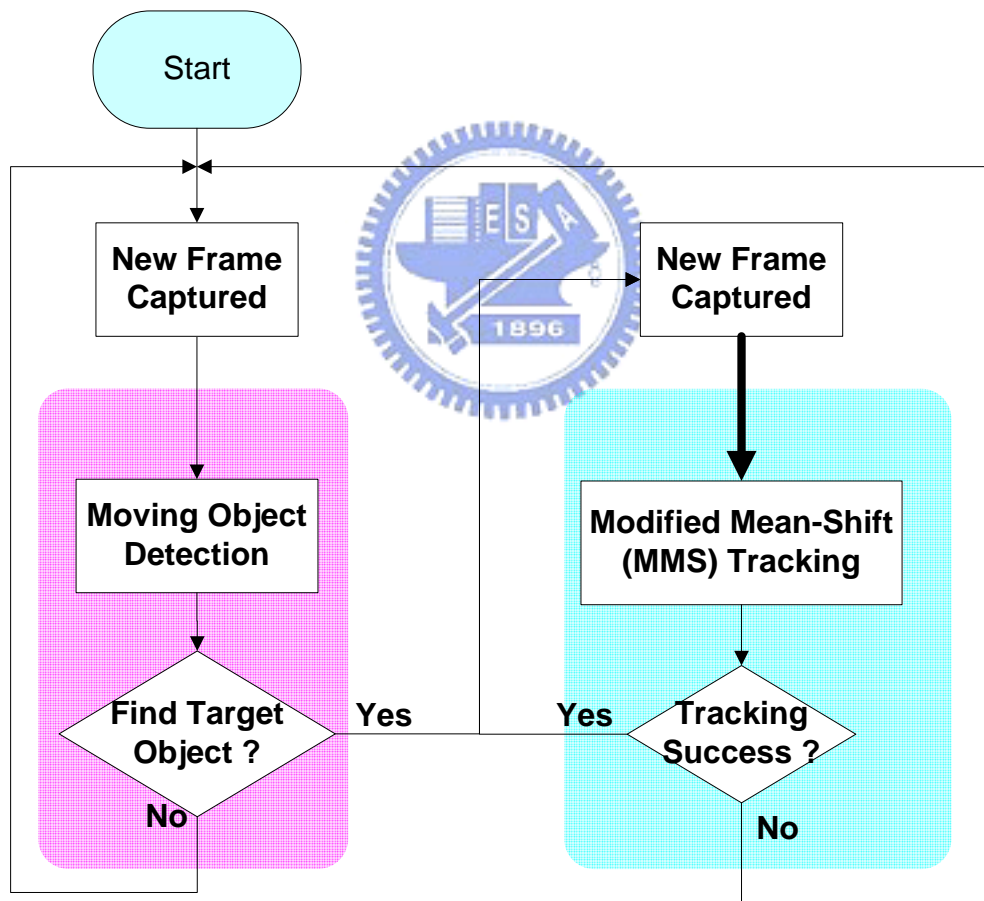 Start
New Frame
Captured
E S A
1896
New Frame
Captured
Moving Object
Detection
Modified Mean-Shift
(MMS) Tracking
Find Target
Object ?
Yes
No
Yes
Tracking
Success ?
No